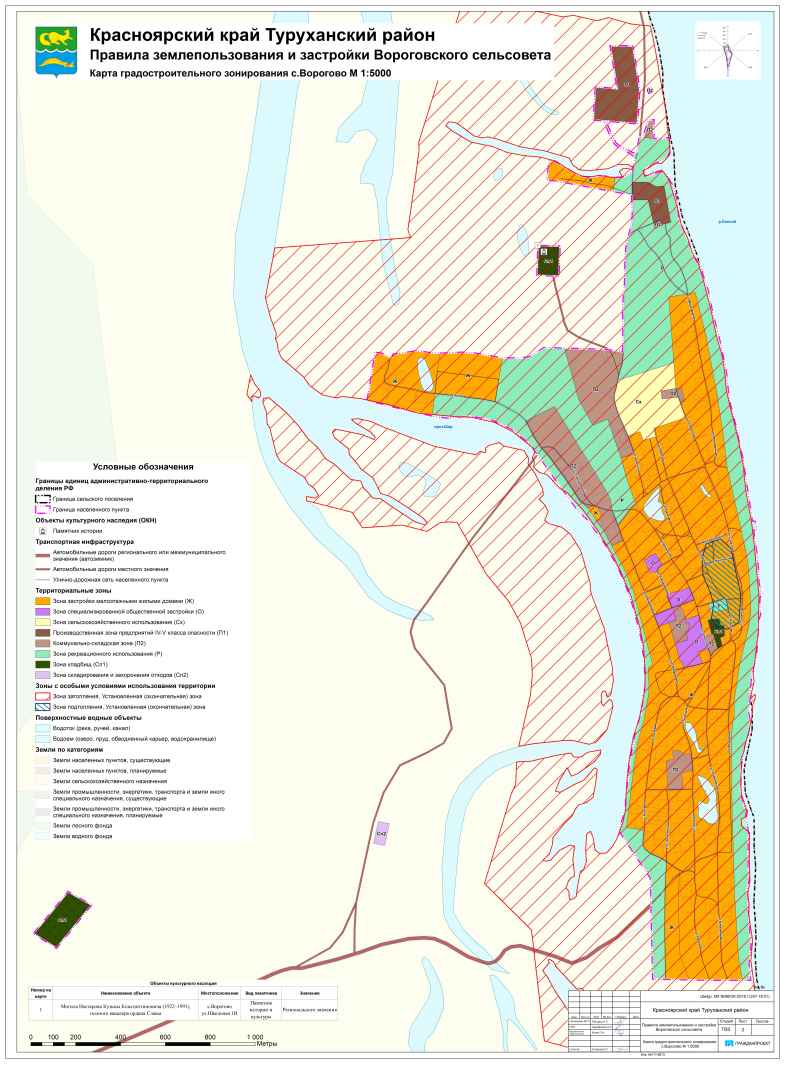 Красноярский край Туруханский район
Правила землепользования и застройки Вороговского сельсовета
Карта градостроительного зонирования с.Ворогово М 1:5000
П2
П2
Ж
р.Енисей
Р
Ж
Ж
П2
П2
Сх
прот.Шар
П2
Р
Ж
О
О
П2
О
П2
Ж
П2
Сп2
Ж
Условные обозначения
Границы единиц административно-территориального
деления РФ
Граница сельского поселения
Граница населенного пункта
Объекты культурного наследия (ОКН)
Памятник истории
Транспортная инфраструктура
Автомобильные дороги регионального или межмуниципального
значения (автозимник)
Автомобильные дороги местного значения
Улично-дорожная сеть населенного пункта
Территориальные зоны
Зона застройки малоэтажными жилыми домами (Ж)
Зона специализированной общественной застройки (О)
Зона сельскохозяйственного использования (Сх)
Производственная зона предприятий IV-V класса опасности (П1)
Коммунально-складская зона (П2)
Зона рекреационного использования (Р)
Зона кладбищ (Сп1)
Зона складирования и захоронения отходов (Сп2)
Зоны с особыми условиями использования территории
Зона затопления, Установленная (окончательная) зона
Зона подтопления, Установленная (окончательная) зона
Поверхностные водные объекты
Водоток (река, ручей, канал)
Водоем (озеро, пруд, обводненный карьер, водохранилище)
Земли по категориям
Земли населенных пунктов, существующие
Земли населенных пунктов, планируемые
Земли сельскохозяйственного назначения
Земли промышленности, энергетики, транспорта и земли иного
специального назначения, существующие
Земли промышленности, энергетики, транспорта и земли иного
специального назначения, планируемые
Земли лесного фонда
Земли водного фонда
Объекты культурного наследия
Номер на карте Наименование объекта Местоположение Вид памятника Значение
1 Могила Нестерова Кузьмы Константиновича (1922–1991), полного кавалера ордена Славы с.Ворогово ул.Школьная 1И Памятник истории и культуры Регионального значения
0 100 200 400 600 800 1 000
Метры
Красноярский край Туруханский район
Правила землепользования и застройки
Вороговского сельсовета
Стадия Лист Листов
ПЗЗ 2
Карта градостроительного зонирования
с.Ворогово М 1:5000
ГРАЖДАНПРОЕКТ